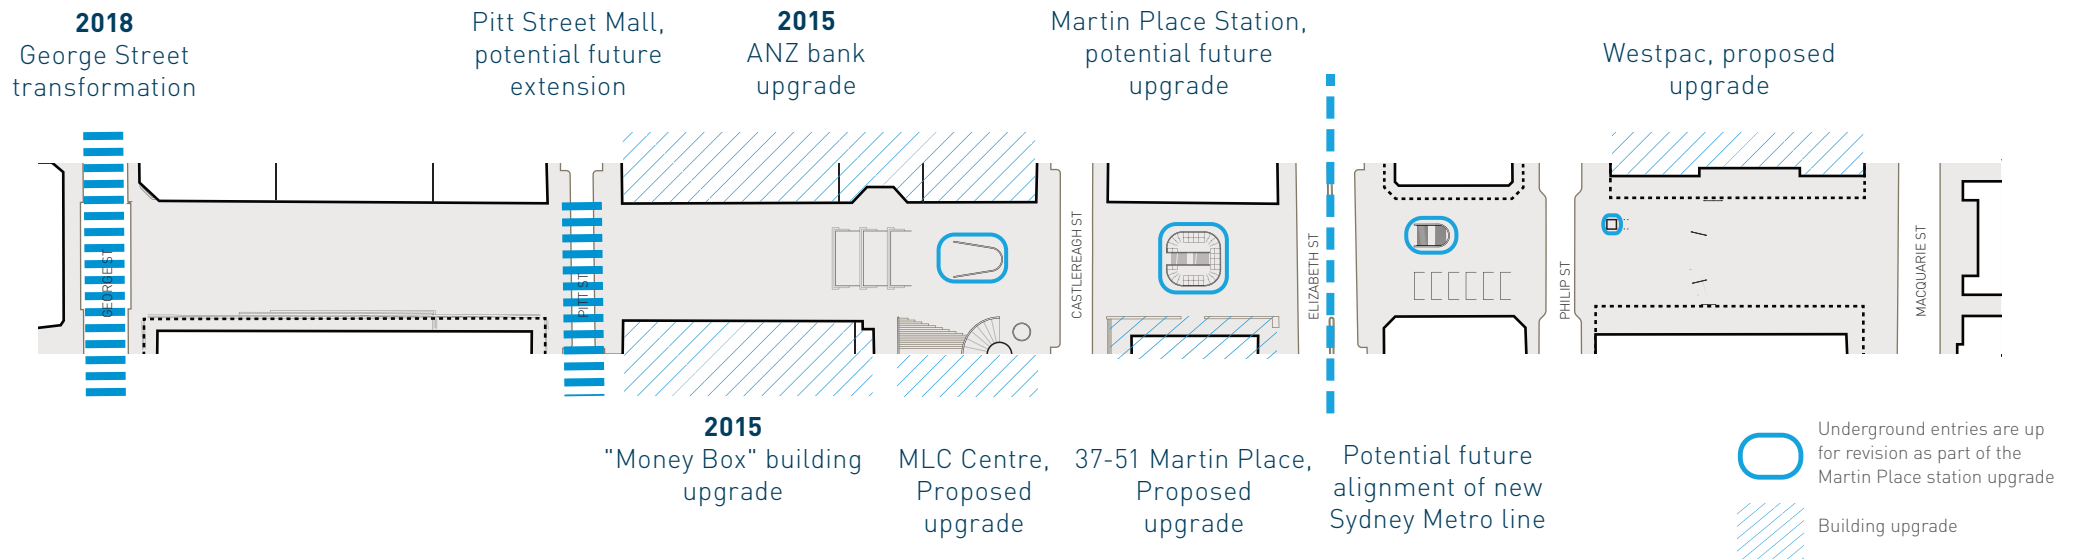 2018
George Street
transformation
Pitt Street Mall,
potential future
extension
2015
ANZ bank
upgrade
Martin Place Station,
potential future
upgrade
Westpac, proposed
upgrade
GEORGE ST
PITT ST
CASTLEREAGH ST
ELIZABETH ST
PHILIP ST
MACQUARIE ST
2015
"Money Box" building
upgrade
MLC Centre,
Proposed
upgrade
37-51 Martin Place,
Proposed
upgrade
Potential future
alignment of new
Sydney Metro line
Underground entries are up
for revision as part of the
Martin Place station upgrade
Building upgrade